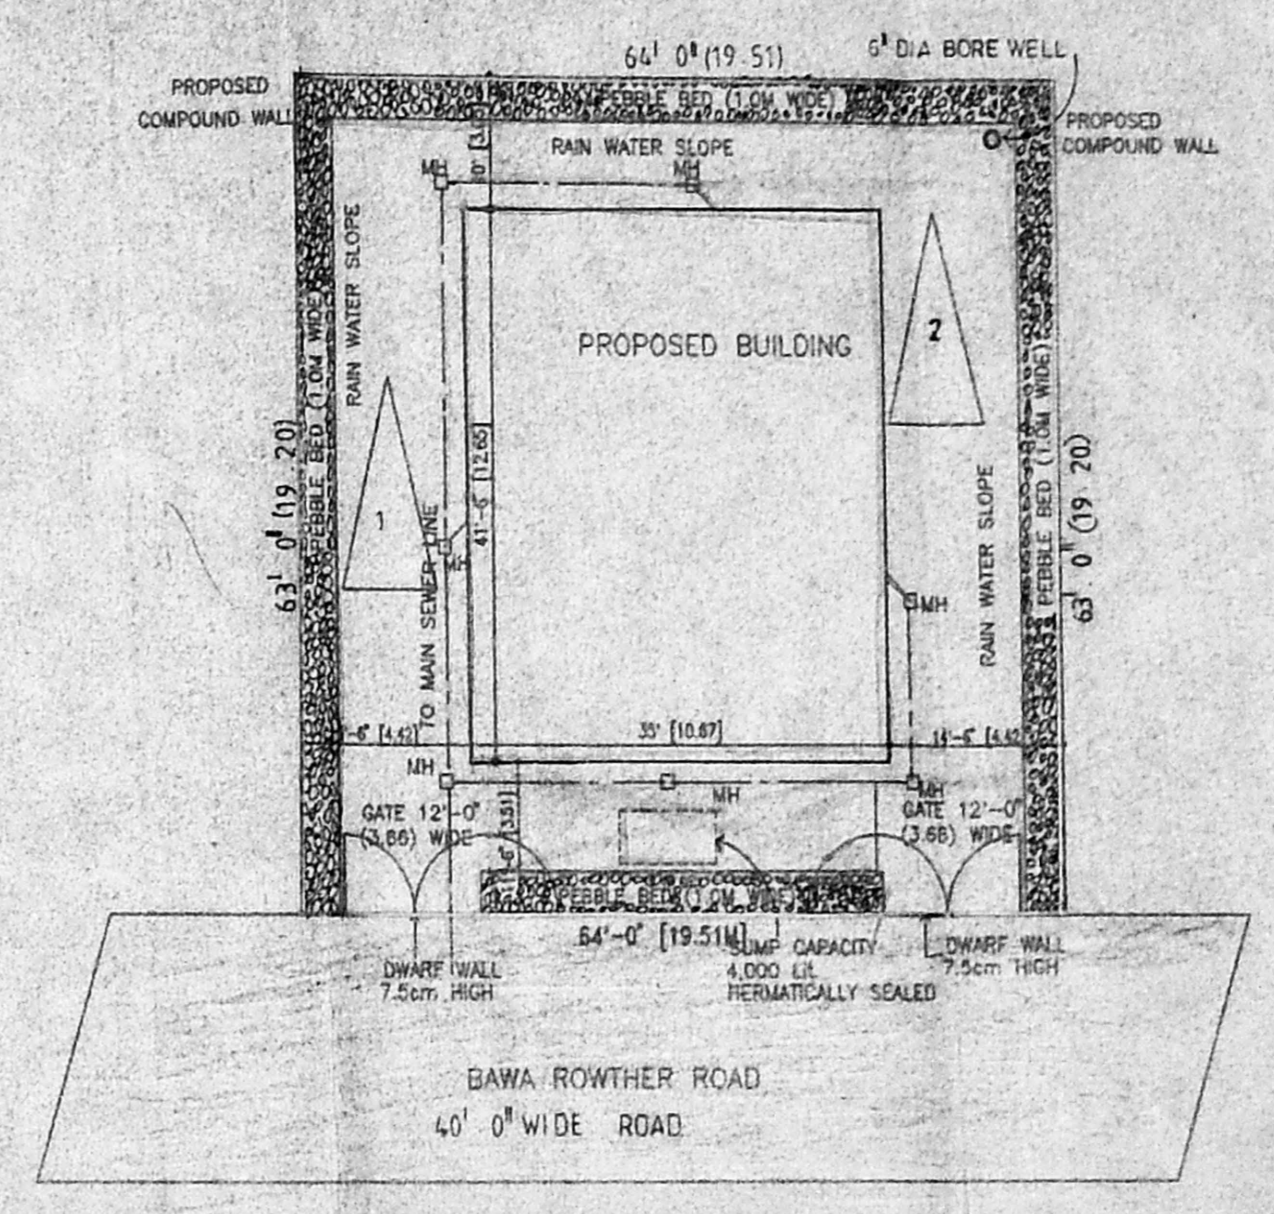 64' 0" (19.51)
6" DIA BORE WELL
PROPOSED
COMPOUND WALL
PEBBLE BED (1.0M WIDE)
PROPOSED
COMPOUND WALL
RAIN WATER SLOPE
MH
MH
RAIN WATER SLOPE
PROPOSED BUILDING
2
1
63' 0" (19.20)
PEBBLE BED (1.0M WIDE)
TO MAIN SEWER LINE
MH
41'-6" [12.65]
MH
RAIN WATER SLOPE
PEBBLE BED (1.0M WIDE)
63' 0" (19.20)
-6" [4.42]
35' [10.67]
14'-6" [4.42
MH
MH
MH
GATE 12'-0"
(3.66) WIDE
-6" [3.51]
GATE 12'-0"
(3.66) WIDE
PEBBLE BED (1.0M WIDE)
64'-0" [19.51M]
SUMP CAPACITY
4,000 Lit.
HERMATICALLY SEALED
DWARF WALL
7.5cm HIGH
DWARF WALL
7.5cm HIGH
BAWA ROWTHER ROAD
40' 0" WIDE ROAD